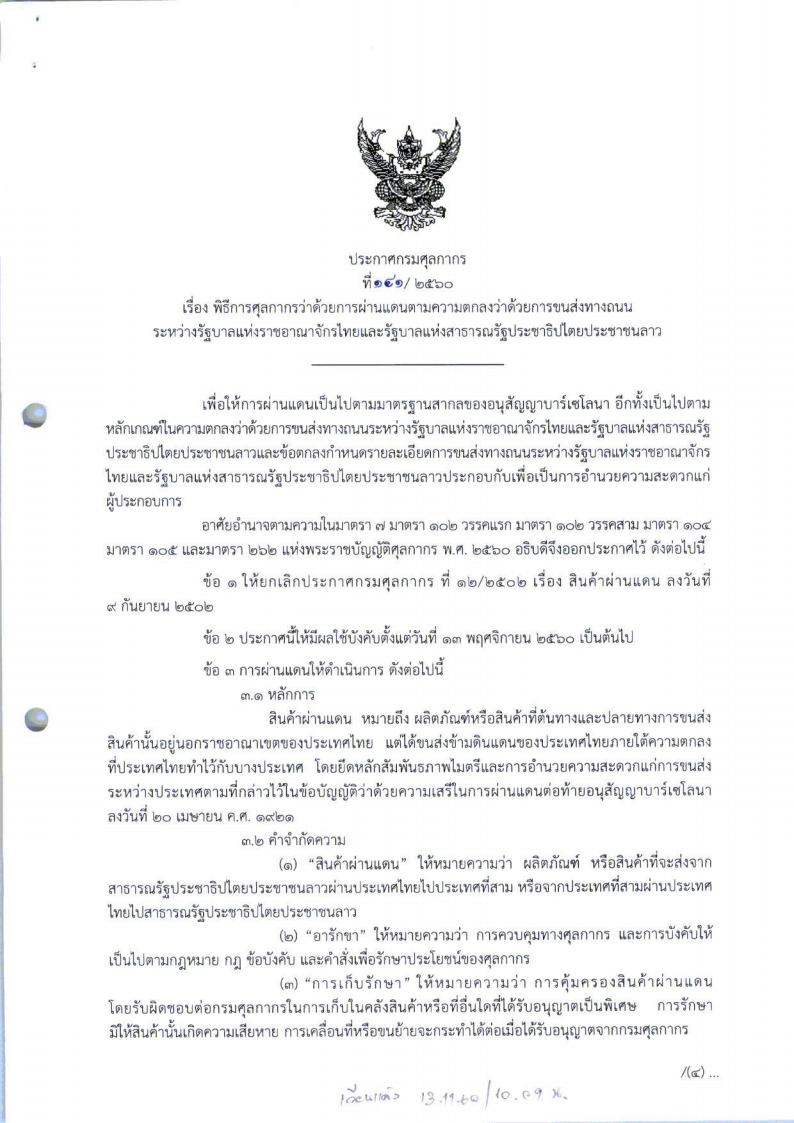 ประกาศกรมศุลกากร
ที่ ๑๔๑/ ๒๕๖๐
เรื่อง พิธีการศุลกากรว่าด้วยการผ่านแดนตามความตกลงว่าด้วยการขนส่งทางถนน
ระหว่างรัฐบาลแห่งราชอาณาจักรไทยและรัฐบาลแห่งสาธารณรัฐประชาธิปไตยประชาชนลาว
เพื่อให้การผ่านแดนเป็นไปตามมาตรฐานสากลของอนุสัญญาบาร์เซโลนา อีกทั้งเป็นไปตาม
หลักเกณฑ์ในความตกลงว่าด้วยการขนส่งทางถนนระหว่างรัฐบาลแห่งราชอาณาจักรไทยและรัฐบาลแห่งสาธารณรัฐ
ประชาธิปไตยประชาชนลาวและข้อตกลงกำหนดรายละเอียดการขนส่งทางถนนระหว่างรัฐบาลแห่งราชอาณาจักร
ไทยและรัฐบาลแห่งสาธารณรัฐประชาธิปไตยประชาชนลาวประกอบกับเพื่อเป็นการอำนวยความสะดวกแก่
ผู้ประกอบการ
อาศัยอำนาจตามความในมาตรา ๗ มาตรา ๑๐๒ วรรคแรก มาตรา ๑๐๒ วรรคสาม มาตรา ๑๐๔
มาตรา ๑๐๕ และมาตรา ๒๖๒ แห่งพระราชบัญญัติศุลกากร พ.ศ. ๒๕๖๐ อธิบดีจึงออกประกาศไว้ ดังต่อไปนี้
ข้อ ๑ ให้ยกเลิกประกาศกรมศุลกากร ที่ ๑๒/๒๕๐๒ เรื่อง สินค้าผ่านแดน ลงวันที่
๙ กันยายน ๒๕๐๒
ข้อ ๒ ประกาศนี้ให้มีผลใช้บังคับตั้งแต่วันที่ ๑๓ พฤศจิกายน ๒๕๖๐ เป็นต้นไป
ข้อ ๓ การผ่านแดนให้ดำเนินการ ดังต่อไปนี้
๓.๑ หลักการ
สินค้าผ่านแดน หมายถึง ผลิตภัณฑ์หรือสินค้าที่ต้นทางและปลายทางการขนส่ง
สินค้านั้นอยู่นอกราชอาณาเขตของประเทศไทย แต่ได้ขนส่งข้ามดินแดนของประเทศไทยภายใต้ความตกลง
ที่ประเทศไทยทำไว้กับบางประเทศ โดยยึดหลักสัมพันธภาพไมตรีและการอำนวยความสะดวกแก่การขนส่ง
ระหว่างประเทศตามที่กล่าวไว้ในข้อบัญญัติว่าด้วยความเสรีในการผ่านแดนต่อท้ายอนุสัญญาบาร์เซโลนา
ลงวันที่ ๒๐ เมษายน ค.ศ. ๑๙๒๑
๓.๒ คำจำกัดความ
(๑) “สินค้าผ่านแดน” ให้หมายความว่า ผลิตภัณฑ์ หรือสินค้าที่จะส่งจาก
สาธารณรัฐประชาธิปไตยประชาชนลาวผ่านประเทศไทยไปประเทศที่สาม หรือจากประเทศที่สามผ่านประเทศ
ไทยไปสาธารณรัฐประชาธิปไตยประชาชนลาว
(๒) “อารักขา” ให้หมายความว่า การควบคุมทางศุลกากร และการบังคับให้
เป็นไปตามกฎหมาย กฎ ข้อบังคับ และคำสั่งเพื่อรักษาประโยชน์ของศุลกากร
(๓) “การเก็บรักษา” ให้หมายความว่า การคุ้มครองสินค้าผ่านแดน
โดยรับผิดชอบต่อกรมศุลกากรในการเก็บในคลังสินค้าหรือที่อื่นใดที่ได้รับอนุญาตเป็นพิเศษ การรักษา
มิให้สินค้านั้นเกิดความเสียหาย การเคลื่อนที่หรือขนย้ายจะกระทำได้ต่อเมื่อได้รับอนุญาตจากกรมศุลกากร
/(๔) ...
เวียนแล้ว 13.11.60/10.09 น.